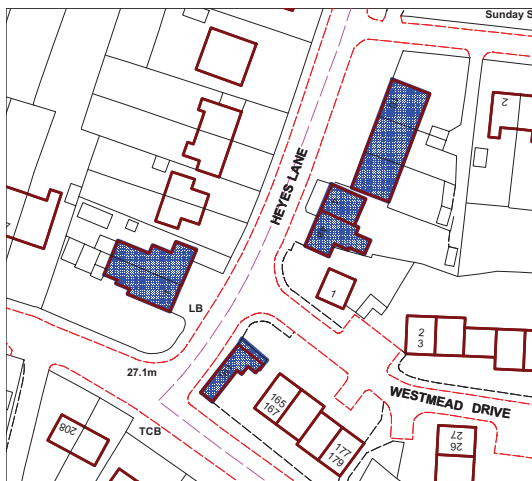 Sunday S
2
HEYES LANE
1
LB
2
3
27.1m
WESTMEAD DRIVE
165
167
208
TCB
177
179
27
26